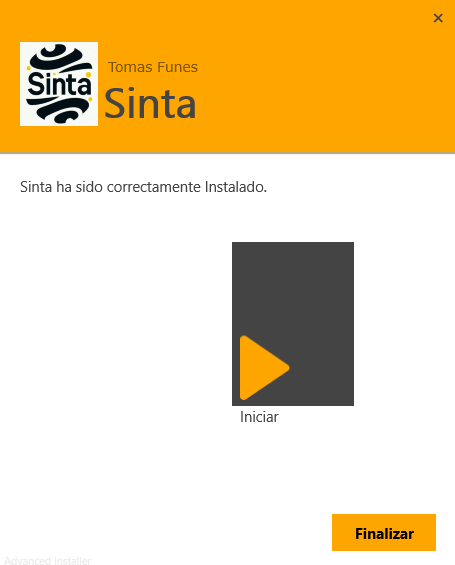 Sinta
Tomas Funes
Sinta
Sinta ha sido correctamente Instalado.
Iniciar
Finalizar
Advanced Installer